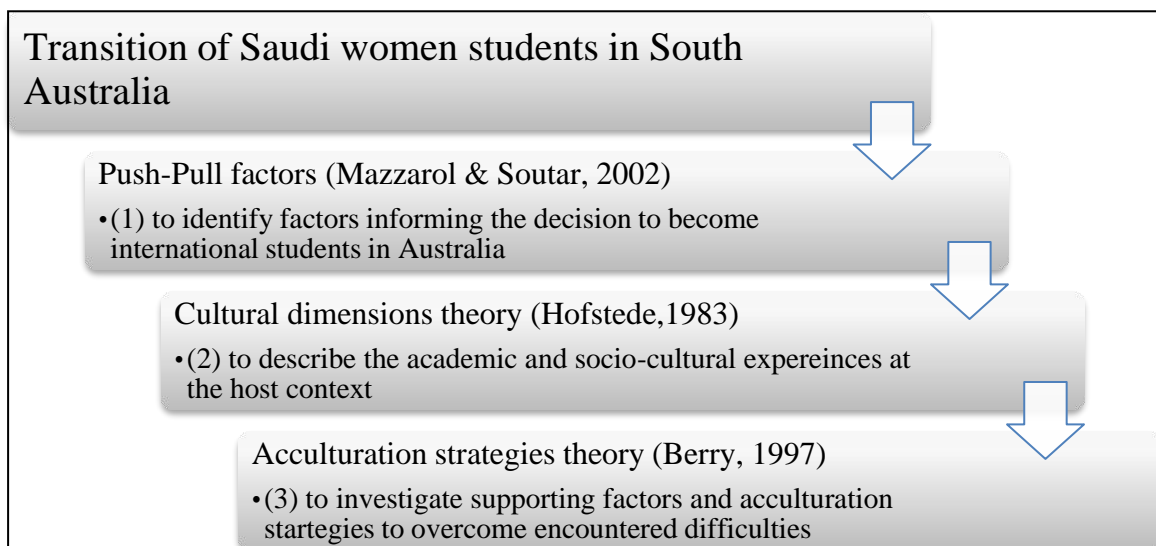 Transition of Saudi women students in South
Australia
Push-Pull factors (Mazzarol & Soutar, 2002)
•(1) to identify factors informing the decision to become
international students in Australia
Cultural dimensions theory (Hofstede,1983)
•(2) to describe the academic and socio-cultural expereinces at
the host context
Acculturation strategies theory (Berry, 1997)
•(3) to investigate supporting factors and acculturation
startegies to overcome encountered difficulties